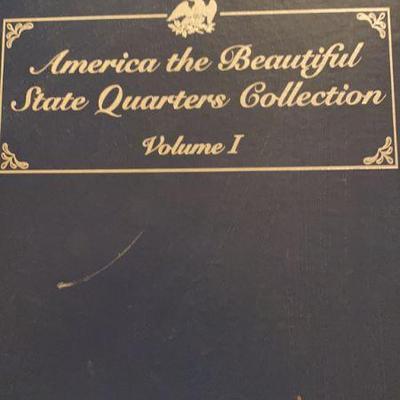 America the Beautiful
State Quarters Collection
Volume I